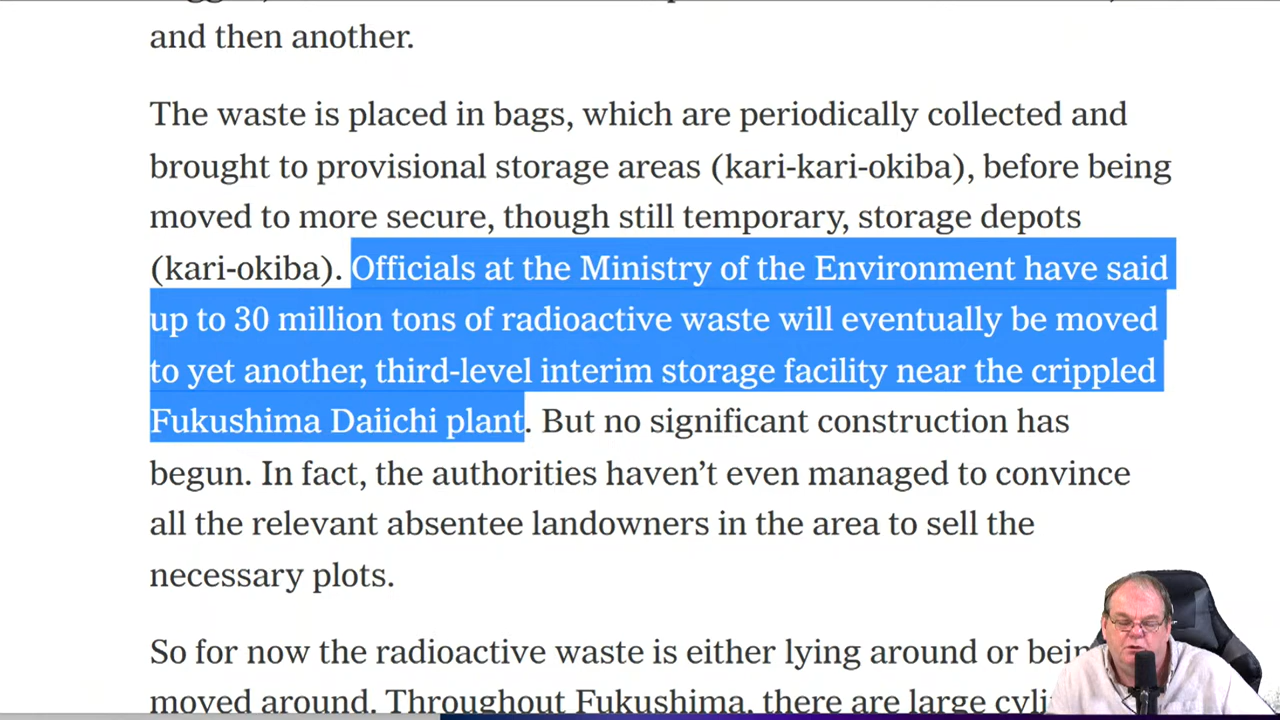 and then another.
The waste is placed in bags, which are periodically collected and
brought to provisional storage areas (kari-kari-okiba), before being
moved to more secure, though still temporary, storage depots
(kari-okiba). Officials at the Ministry of the Environment have said
up to 30 million tons of radioactive waste will eventually be moved
to yet another, third-level interim storage facility near the crippled
Fukushima Daiichi plant. But no significant construction has
begun. In fact, the authorities haven’t even managed to convince
all the relevant absentee landowners in the area to sell the
necessary plots.
So for now the radioactive waste is either lying around or
moved around. Throughout Fukushima, there are large